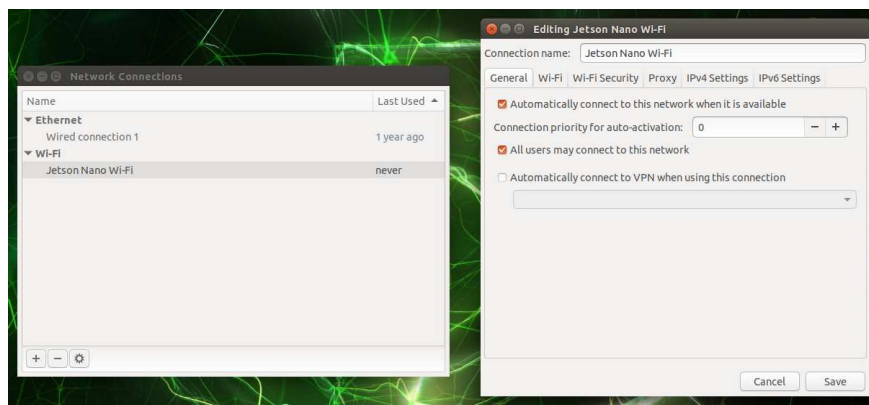 Network Connections
Name Last Used
Ethernet
Wired connection 1 1 year ago
Wi-Fi
Jetson Nano Wi-Fi never
Editing Jetson Nano Wi-Fi
Connection name: Jetson Nano Wi-Fi
General Wi-Fi Wi-Fi Security Proxy IPv4 Settings IPv6 Settings
Automatically connect to this network when it is available
Connection priority for auto-activation: 0 − +
All users may connect to this network
Automatically connect to VPN when using this connection
Cancel Save